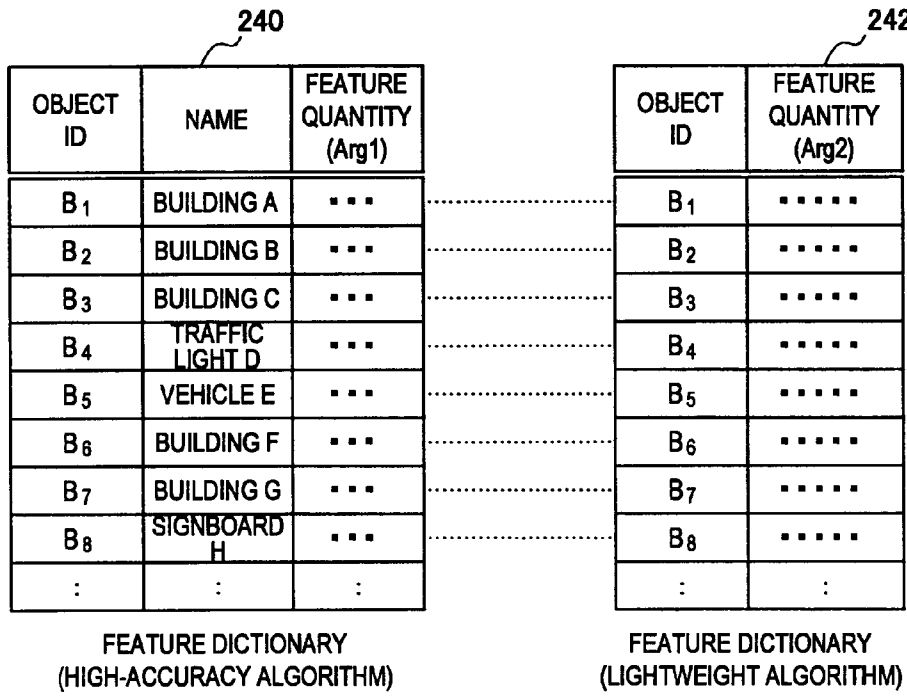 240
242
OBJECT ID
NAME
FEATURE QUANTITY (Arg1)
OBJECT ID
FEATURE QUANTITY (Arg2)
B1 BUILDING A ▪▪▪ B1 ▪▪▪▪▪
B2 BUILDING B ▪▪▪ B2 ▪▪▪▪▪
B3 BUILDING C ▪▪▪ B3 ▪▪▪▪▪
B4 TRAFFIC LIGHT D ▪▪▪ B4 ▪▪▪▪▪
B5 VEHICLE E ▪▪▪ B5 ▪▪▪▪▪
B6 BUILDING F ▪▪▪ B6 ▪▪▪▪▪
B7 BUILDING G ▪▪▪ B7 ▪▪▪▪▪
B8 SIGNBOARD H ▪▪▪ B8 ▪▪▪▪▪
: : : : :
FEATURE DICTIONARY
(HIGH-ACCURACY ALGORITHM)
FEATURE DICTIONARY
(LIGHTWEIGHT ALGORITHM)